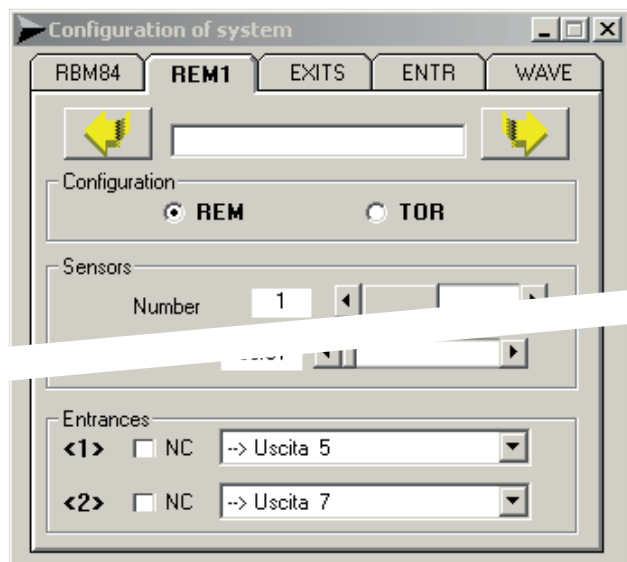 Configuration of system
RBM84 REM1 EXITS ENTR WAVE
Configuration
REM TOR
Sensors
Number 1
Entrances
<1> NC --> Uscita 5
<2> NC --> Uscita 7